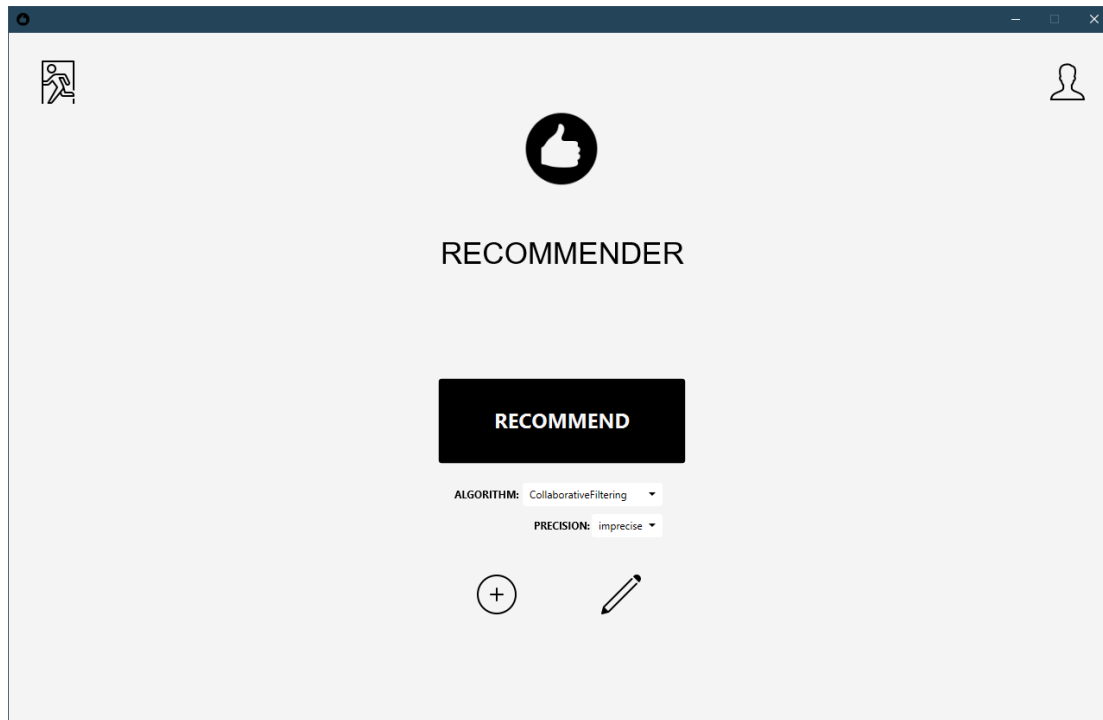 RECOMMENDER
RECOMMEND
ALGORITHM: CollaborativeFiltering
PRECISION: imprecise